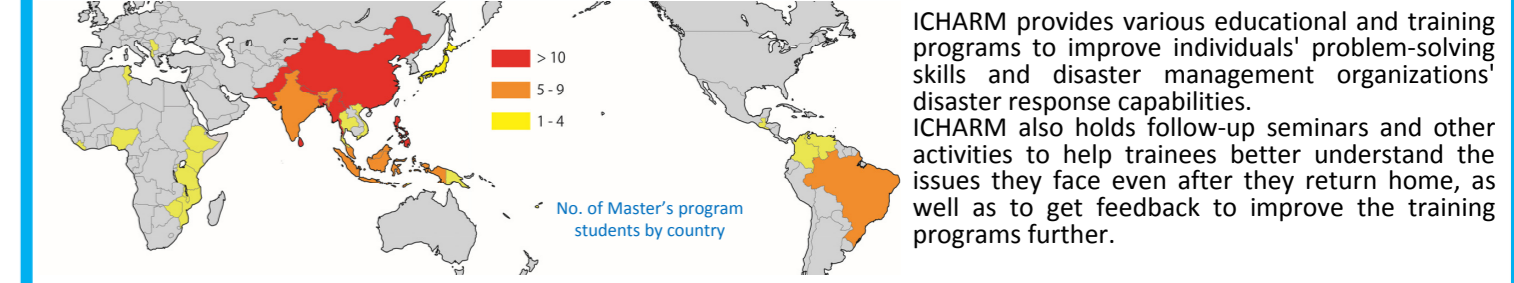 > 10
5 - 9
1 - 4
No. of Master's program
students by country
ICHARM provides various educational and training
programs to improve individuals' problem-solving
skills and disaster management organizations'
disaster response capabilities.
ICHARM also holds follow-up seminars and other
activities to help trainees better understand the
issues they face even after they return home, as
well as to get feedback to improve the training
programs further.